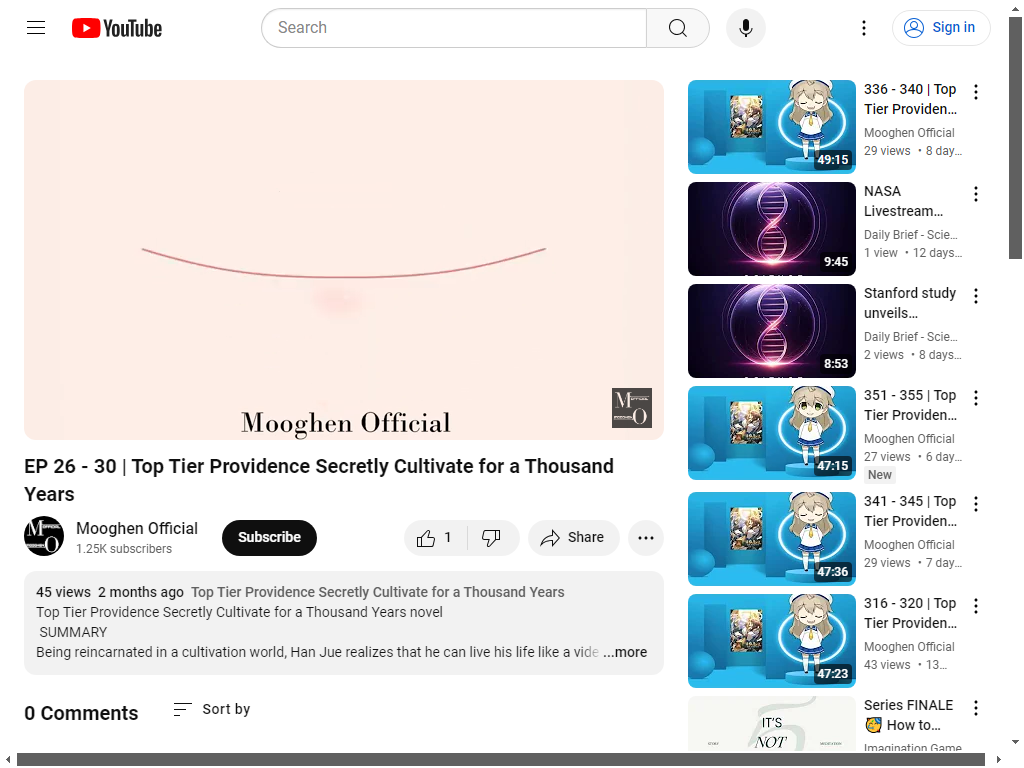 YouTube
Search
Sign in
Mooghen Official
EP 26 - 30 | Top Tier Providence Secretly Cultivate for a Thousand
Years
Mooghen Official
1.25K subscribers
Subscribe
1
Share
45 views 2 months ago Top Tier Providence Secretly Cultivate for a Thousand Years
Top Tier Providence Secretly Cultivate for a Thousand Years novel
SUMMARY
Being reincarnated in a cultivation world, Han Jue realizes that he can live his life like a vide ...more
0 Comments
Sort by
336 - 340 | Top
Tier Providen...
Mooghen Official
29 views • 8 day...
49:15
NASA
Livestream...
Daily Brief - Scie...
1 view • 12 days...
9:45
Stanford study
unveils...
Daily Brief - Scie...
2 views • 8 days...
8:53
351 - 355 | Top
Tier Providen...
Mooghen Official
27 views • 6 day...
New
47:15
341 - 345 | Top
Tier Providen...
Mooghen Official
29 views • 7 day...
47:36
316 - 320 | Top
Tier Providen...
Mooghen Official
43 views • 13...
47:23
Series FINALE
🥳 How to...
Imagination Game
IT'S
NOT